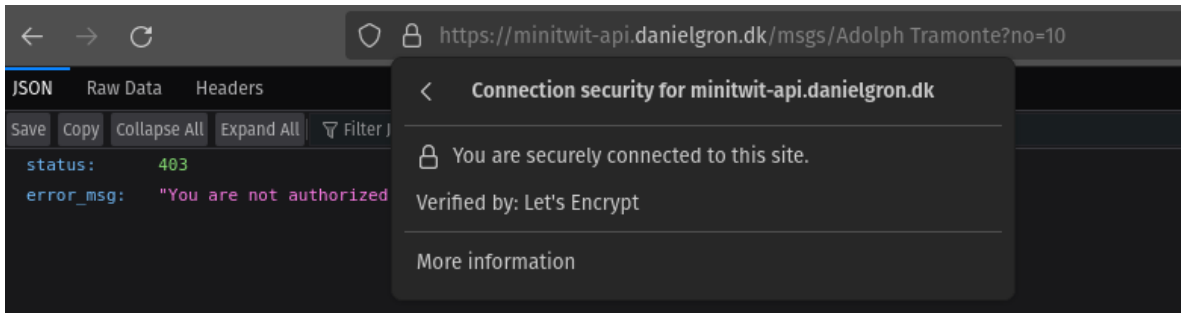 https://minitwit-api.danielgron.dk/msgs/Adolph Tramonte?no=10
JSON Raw Data Headers
Save Copy Collapse All Expand All Filter J
status: 403
error_msg: "You are not authorized
Connection security for minitwit-api.danielgron.dk
You are securely connected to this site.
Verified by: Let's Encrypt
More information